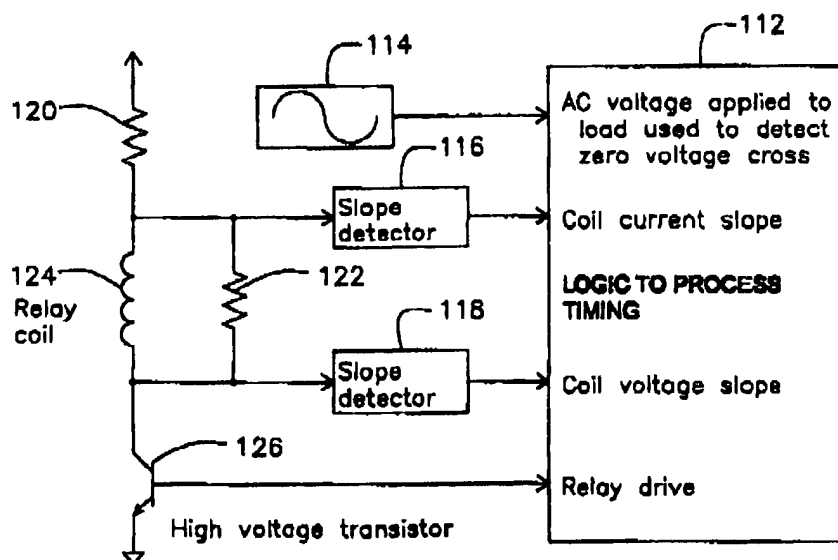 112
114
120
AC voltage applied to
load used to detect
zero voltage cross
116
Slope
detector
Coil current slope
124
Relay
coil
122
LOGIC TO PROCESS
TIMING
118
Slope
detector
Coil voltage slope
126
Relay drive
High voltage transistor